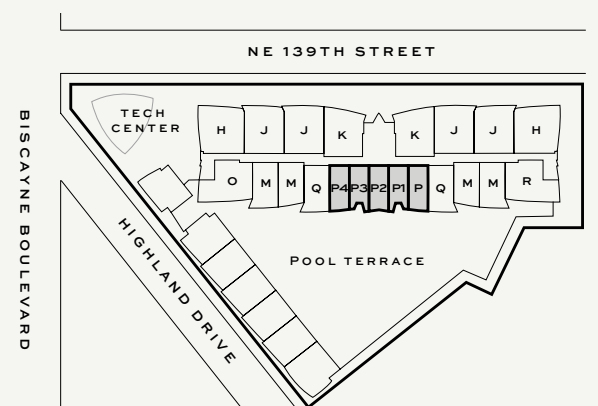 NE 139TH STREET
BISCAYNE BOULEVARD
TECH
CENTER
H J J K K J J H
O M M Q P4 P3 P2 P1 P Q M M R
HIGHLAND DRIVE
POOL TERRACE